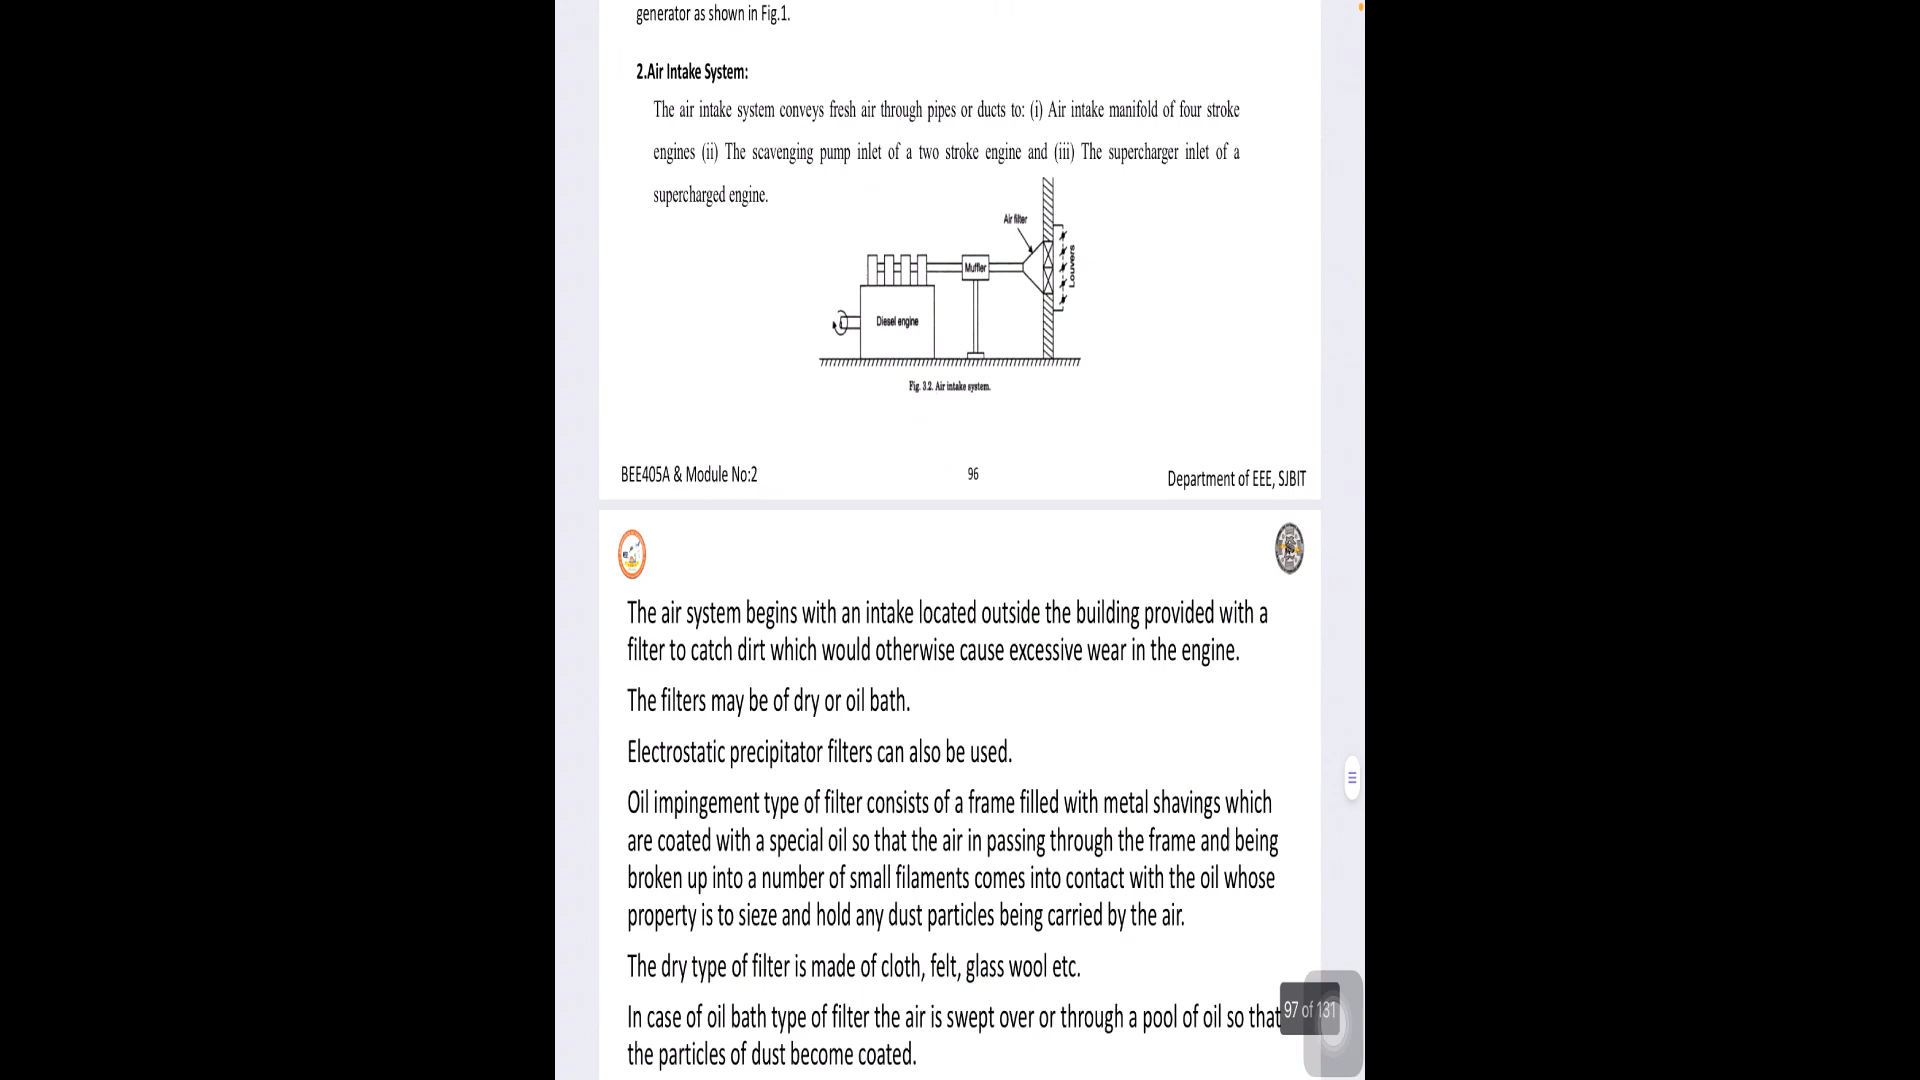 generator as shown in Fig.1.
2.Air Intake System:
The air intake system conveys fresh air through pipes or ducts to: (i) Air intake manifold of four stroke
engines (ii) The scavenging pump inlet of a two stroke engine and (iii) The supercharger inlet of a
supercharged engine.
Air filter
Muffler
Louvers
Diesel engine
Fig. 3.2. Air intake system.
BEE405A & Module No:2
96
Department of EEE, SJBIT
The air system begins with an intake located outside the building provided with a
filter to catch dirt which would otherwise cause excessive wear in the engine.
The filters may be of dry or oil bath.
Electrostatic precipitator filters can also be used.
Oil impingement type of filter consists of a frame filled with metal shavings which
are coated with a special oil so that the air in passing through the frame and being
broken up into a number of small filaments comes into contact with the oil whose
property is to sieze and hold any dust particles being carried by the air.
The dry type of filter is made of cloth, felt, glass wool etc.
In case of oil bath type of filter the air is swept over or through a pool of oil so that
97 of 131
the particles of dust become coated.